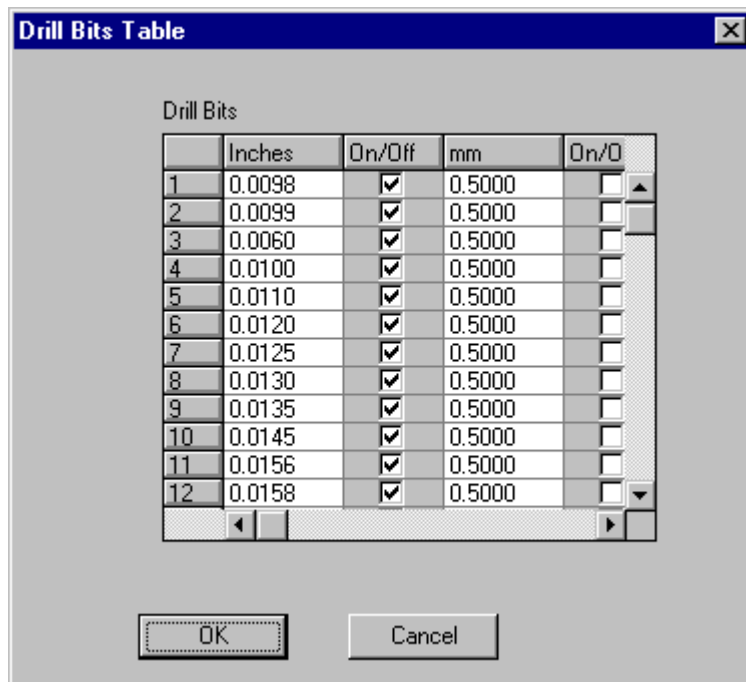 Drill Bits Table
Drill Bits
Inches On/Off mm On/O
1 0.0098 0.5000
2 0.0099 0.5000
3 0.0060 0.5000
4 0.0100 0.5000
5 0.0110 0.5000
6 0.0120 0.5000
7 0.0125 0.5000
8 0.0130 0.5000
9 0.0135 0.5000
10 0.0145 0.5000
11 0.0156 0.5000
12 0.0158 0.5000
OK Cancel